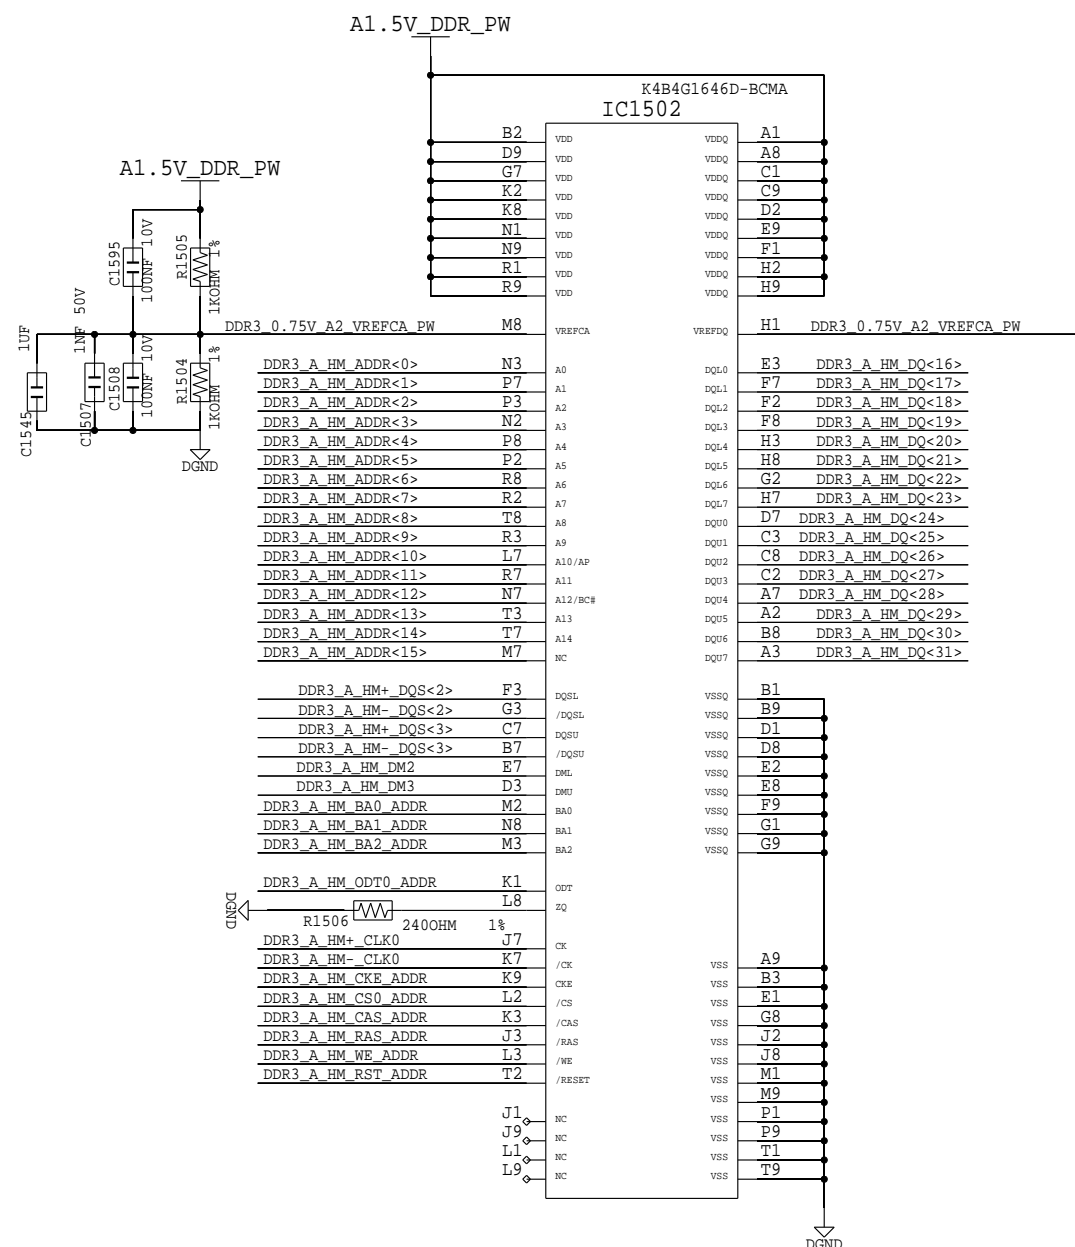 A1.5V_DDR_PW
K4B4G1646D-BCMA
IC1502
A1.5V_DDR_PW
C1595 100NF 10V
R1505 1KOHM 1%
C1545 1UF
C1507 1NF 50V
C1508 100NF 10V
R1504 1KOHM 1%
DGND
B2 VDD VDDQ A1
D9 VDD VDDQ A8
G7 VDD VDDQ C1
K2 VDD VDDQ C9
K8 VDD VDDQ D2
N1 VDD VDDQ E9
N9 VDD VDDQ F1
R1 VDD VDDQ H2
R9 VDD VDDQ H9
DDR3_0.75V_A2_VREFCA_PW M8 VREFCA VREFDQ H1 DDR3_0.75V_A2_VREFCA_PW
DDR3_A_HM_ADDR<0> N3 A0 DQL0 E3 DDR3_A_HM_DQ<16>
DDR3_A_HM_ADDR<1> P7 A1 DQL1 F7 DDR3_A_HM_DQ<17>
DDR3_A_HM_ADDR<2> P3 A2 DQL2 F2 DDR3_A_HM_DQ<18>
DDR3_A_HM_ADDR<3> N2 A3 DQL3 F8 DDR3_A_HM_DQ<19>
DDR3_A_HM_ADDR<4> P8 A4 DQL4 H3 DDR3_A_HM_DQ<20>
DDR3_A_HM_ADDR<5> P2 A5 DQL5 H8 DDR3_A_HM_DQ<21>
DDR3_A_HM_ADDR<6> R8 A6 DQL6 G2 DDR3_A_HM_DQ<22>
DDR3_A_HM_ADDR<7> R2 A7 DQL7 H7 DDR3_A_HM_DQ<23>
DDR3_A_HM_ADDR<8> T8 A8 DQU0 D7 DDR3_A_HM_DQ<24>
DDR3_A_HM_ADDR<9> R3 A9 DQU1 C3 DDR3_A_HM_DQ<25>
DDR3_A_HM_ADDR<10> L7 A10/AP DQU2 C8 DDR3_A_HM_DQ<26>
DDR3_A_HM_ADDR<11> R7 A11 DQU3 C2 DDR3_A_HM_DQ<27>
DDR3_A_HM_ADDR<12> N7 A12/BC# DQU4 A7 DDR3_A_HM_DQ<28>
DDR3_A_HM_ADDR<13> T3 A13 DQU5 A2 DDR3_A_HM_DQ<29>
DDR3_A_HM_ADDR<14> T7 A14 DQU6 B8 DDR3_A_HM_DQ<30>
DDR3_A_HM_ADDR<15> M7 NC DQU7 A3 DDR3_A_HM_DQ<31>
DDR3_A_HM+_DQS<2> F3 DQSL VSSQ B1
DDR3_A_HM-_DQS<2> G3 /DQSL VSSQ B9
DDR3_A_HM+_DQS<3> C7 DQSU VSSQ D1
DDR3_A_HM-_DQS<3> B7 /DQSU VSSQ D8
DDR3_A_HM_DM2 E7 DML VSSQ E2
DDR3_A_HM_DM3 D3 DMU VSSQ E8
DDR3_A_HM_BA0_ADDR M2 BA0 VSSQ F9
DDR3_A_HM_BA1_ADDR N8 BA1 VSSQ G1
DDR3_A_HM_BA2_ADDR M3 BA2 VSSQ G9
DDR3_A_HM_ODT0_ADDR K1 ODT
DGND L8 ZQ
R1506 240OHM 1%
DDR3_A_HM+_CLK0 J7 CK
DDR3_A_HM-_CLK0 K7 /CK VSS A9
DDR3_A_HM_CKE_ADDR K9 CKE VSS B3
DDR3_A_HM_CS0_ADDR L2 /CS VSS E1
DDR3_A_HM_CAS_ADDR K3 /CAS VSS G8
DDR3_A_HM_RAS_ADDR J3 /RAS VSS J2
DDR3_A_HM_WE_ADDR L3 /WE VSS J8
DDR3_A_HM_RST_ADDR T2 /RESET VSS M1
VSS M9
J1 NC VSS P1
J9 NC VSS P9
L1 NC VSS T1
L9 NC VSS T9
DGND